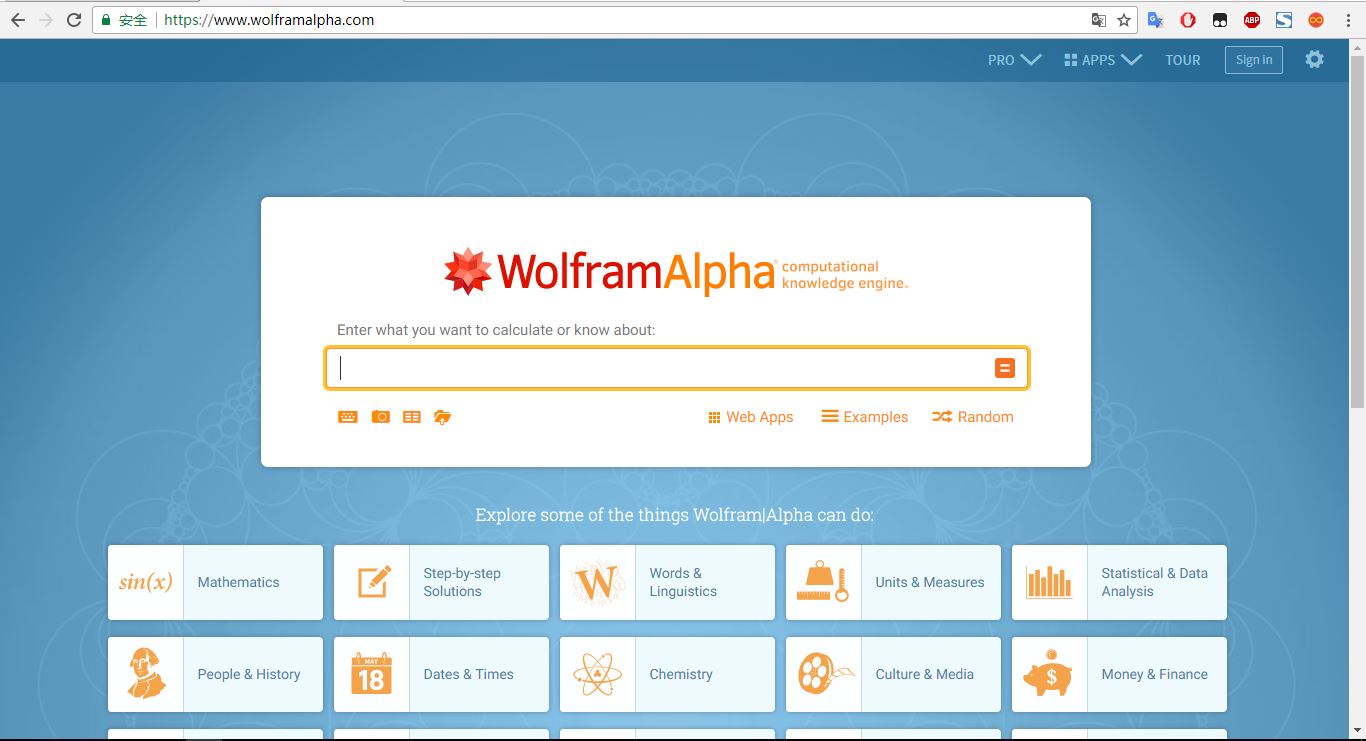 安全 https://www.wolframalpha.com
ABP
PRO APPS TOUR Sign in
WolframAlpha computational
knowledge engine
Enter what you want to calculate or know about:
Web Apps Examples Random
Explore some of the things Wolfram|Alpha can do:
sin(x) Mathematics
Step-by-step
Solutions
W Words &
Linguistics
Units & Measures
Statistical & Data
Analysis
People & History
MAY
18 Dates & Times
Chemistry
Culture & Media
$ Money & Finance